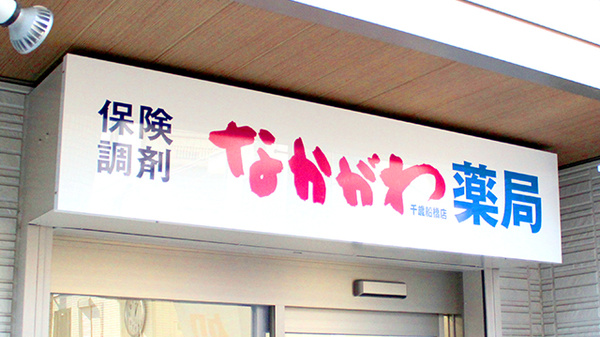 保険
調剤
なかがわ薬局
千歳船橋店